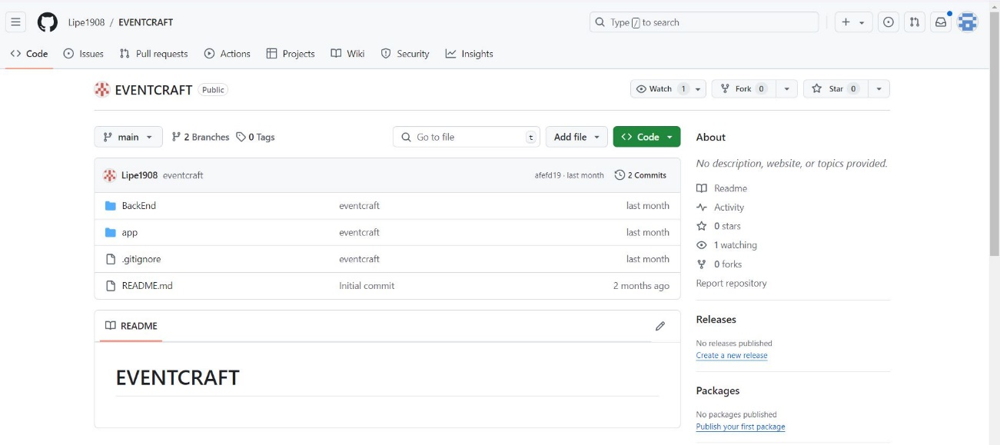 Lipe1908 / EVENTCRAFT Type / to search
Code Issues Pull requests Actions Projects Wiki Security Insights
EVENTCRAFT Public Watch 1 Fork 0 Star 0
main 2 Branches 0 Tags Go to file t Add file Code
Lipe1908 eventcraft afefd19 · last month 2 Commits
BackEnd eventcraft last month
app eventcraft last month
.gitignore eventcraft last month
README.md Initial commit 2 months ago
README
EVENTCRAFT
About
No description, website, or topics provided.
Readme
Activity
0 stars
1 watching
0 forks
Report repository
Releases
No releases published
Create a new release
Packages
No packages published
Publish your first package